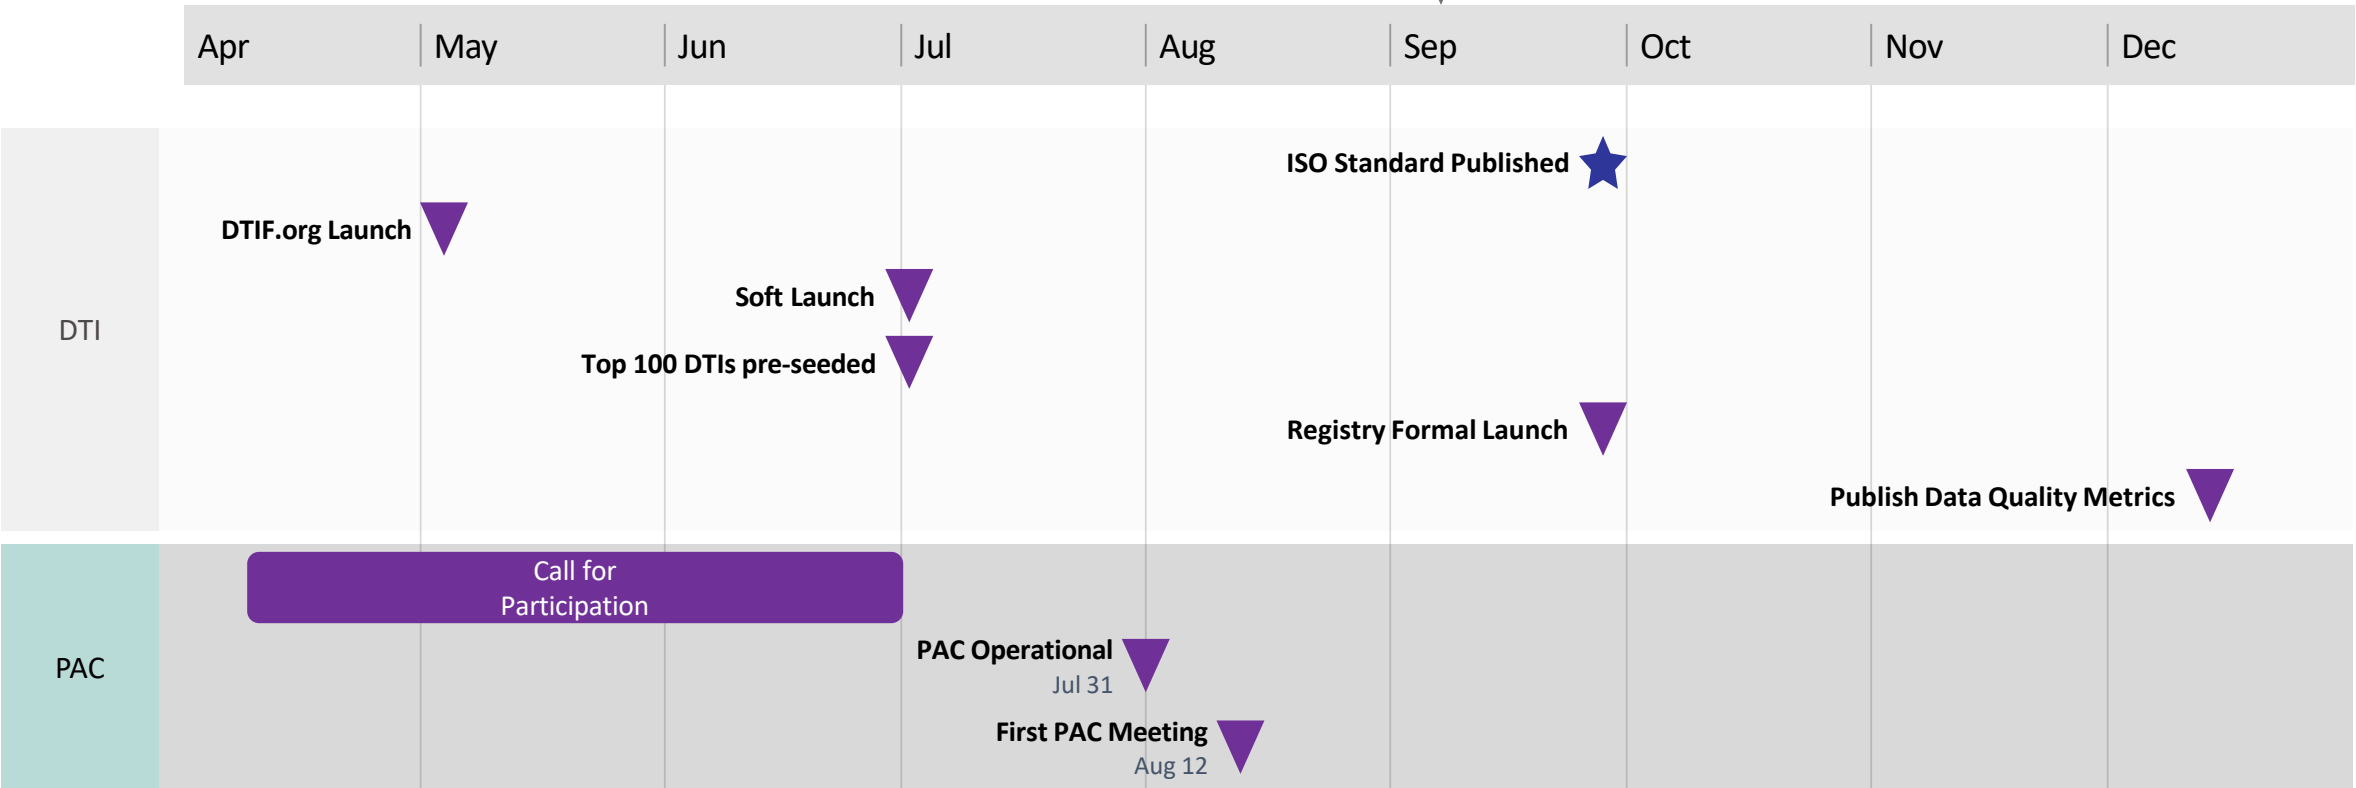 Apr May Jun Jul Aug Sep Oct Nov Dec
ISO Standard Published
DTIF.org Launch
Soft Launch
DTI
Top 100 DTIs pre-seeded
Registry Formal Launch
Publish Data Quality Metrics
Call for
Participation
PAC
PAC Operational
Jul 31
First PAC Meeting
Aug 12